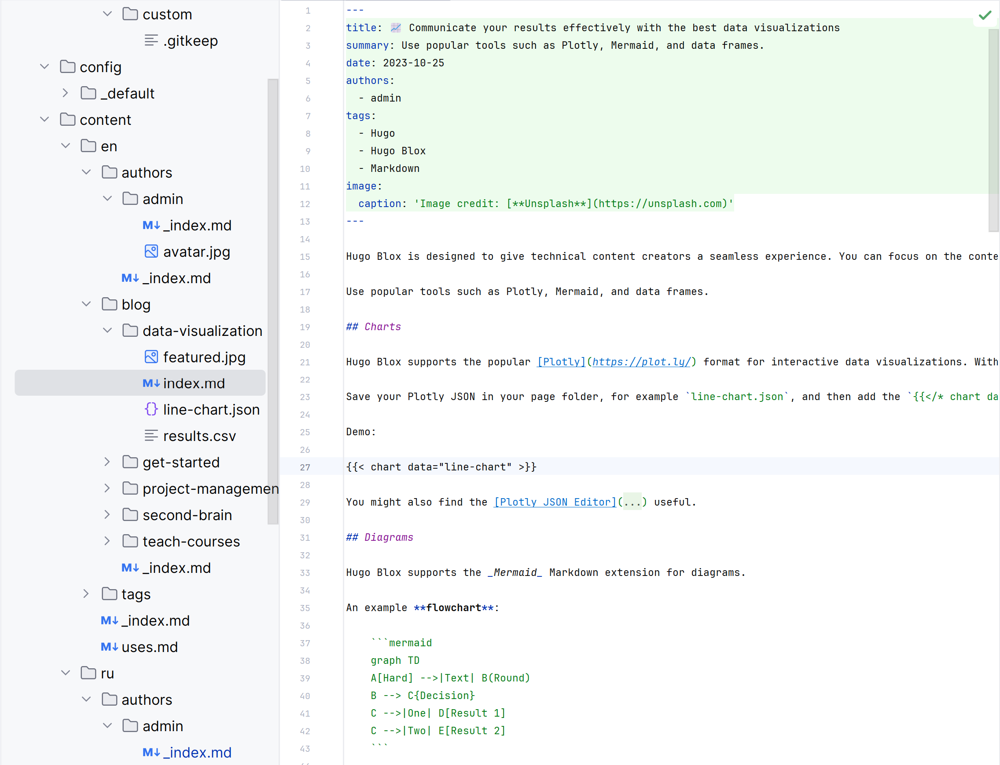 custom
.gitkeep
config
_default
content
en
authors
admin
_index.md
avatar.jpg
_index.md
blog
data-visualization
featured.jpg
index.md
line-chart.json
results.csv
get-started
project-managemen
second-brain
teach-courses
_index.md
tags
_index.md
uses.md
ru
authors
admin
_index.md
1 ---
2 title: 📈 Communicate your results effectively with the best data visualizations
3 summary: Use popular tools such as Plotly, Mermaid, and data frames.
4 date: 2023-10-25
5 authors:
6   - admin
7 tags:
8   - Hugo
9   - Hugo Blox
10   - Markdown
11 image:
12   caption: 'Image credit: [**Unsplash**](https://unsplash.com)'
13 ---
14
15 Hugo Blox is designed to give technical content creators a seamless experience. You can focus on the conte
16
17 Use popular tools such as Plotly, Mermaid, and data frames.
18
19 ## Charts
20
21 Hugo Blox supports the popular [Plotly](https://plot.ly/) format for interactive data visualizations. With
22
23 Save your Plotly JSON in your page folder, for example `line-chart.json`, and then add the `{{</* chart da
24
25 Demo:
26
27 {{< chart data="line-chart" >}}
28
29 You might also find the [Plotly JSON Editor](...) useful.
30
31 ## Diagrams
32
33 Hugo Blox supports the _Mermaid_ Markdown extension for diagrams.
34
35 An example **flowchart**:
36
37     ```mermaid
38     graph TD
39     A[Hard] -->|Text| B(Round)
40     B --> C{Decision}
41     C -->|One| D[Result 1]
42     C -->|Two| E[Result 2]
43     ```